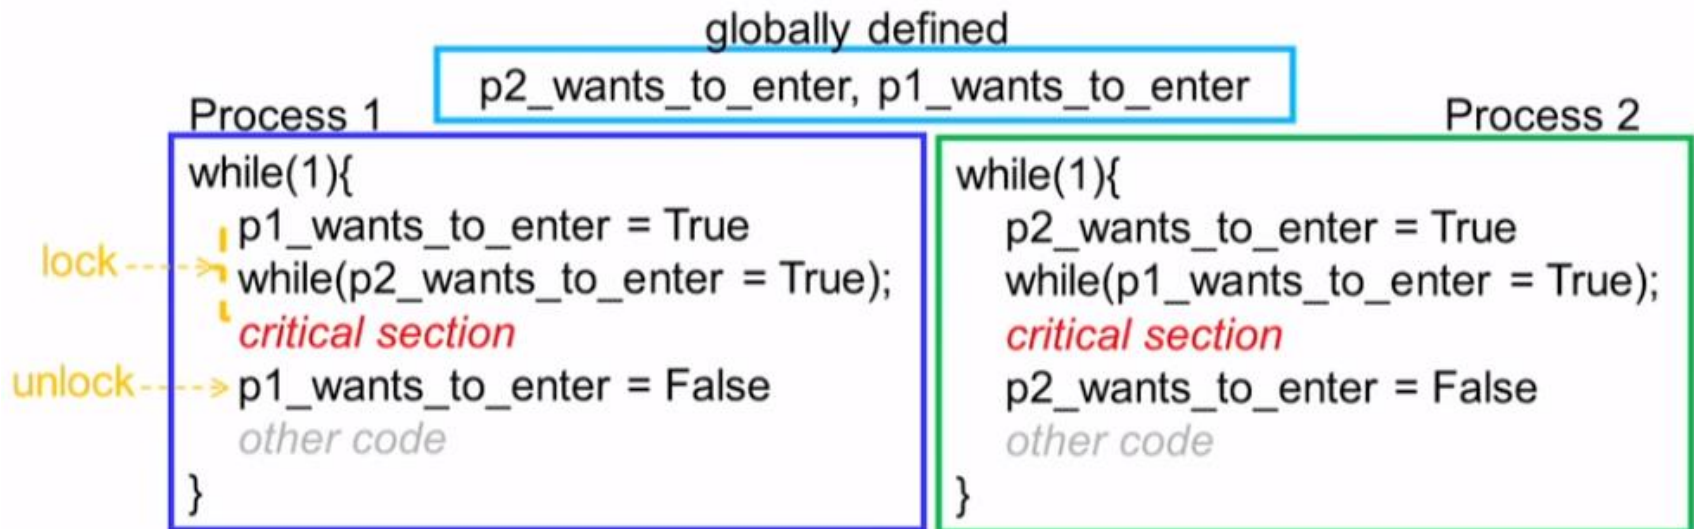 globally defined
p2_wants_to_enter, p1_wants_to_enter
Process 1
while(1){
p1_wants_to_enter = True
lock
while(p2_wants_to_enter = True);
critical section
unlock
p1_wants_to_enter = False
other code
}
Process 2
while(1){
p2_wants_to_enter = True
while(p1_wants_to_enter = True);
critical section
p2_wants_to_enter = False
other code
}